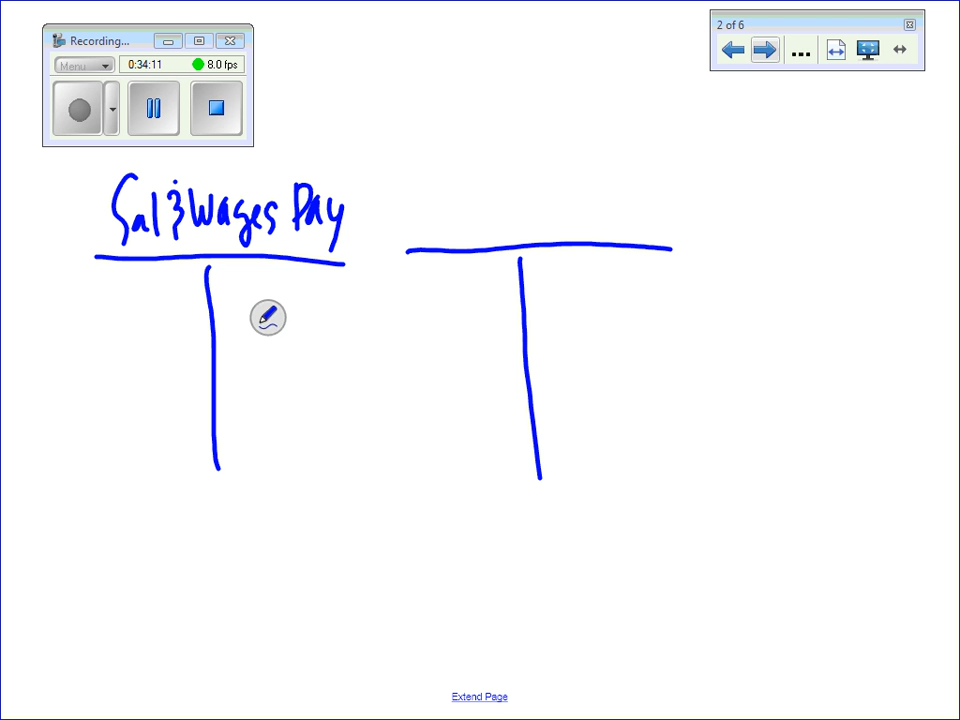 Recording...
2 of 6
Menu
0:34:11
8.0 fps
Sal & Wages Pay
Extend Page